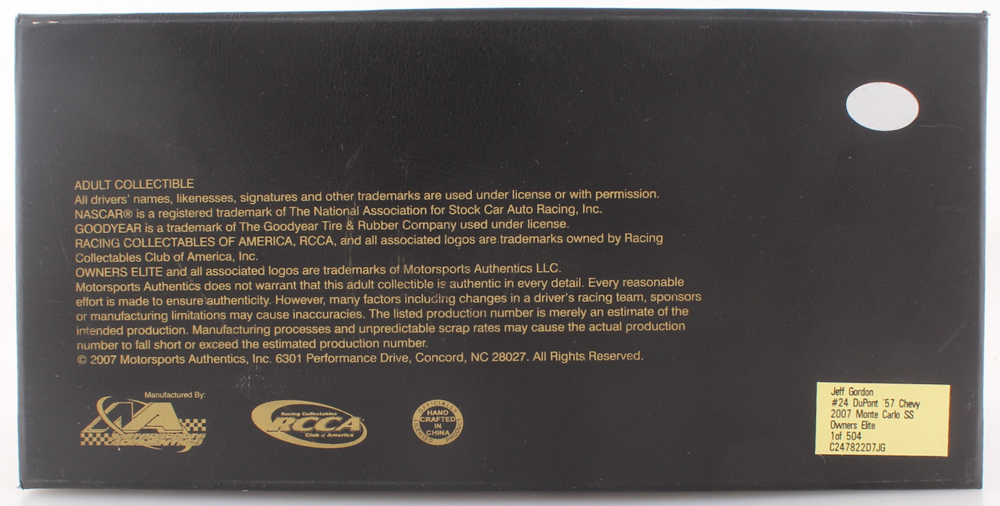 ADULT COLLECTIBLE
All drivers' names, likenesses, signatures and other trademarks are used under license or with permission.
NASCAR® is a registered trademark of The National Association for Stock Car Auto Racing, Inc.
GOODYEAR is a trademark of The Goodyear Tire & Rubber Company used under license.
RACING COLLECTABLES OF AMERICA, RCCA, and all associated logos are trademarks owned by Racing
Collectables Club of America, Inc.
OWNERS ELITE and all associated logos are trademarks of Motorsports Authentics LLC.
Motorsports Authentics does not warrant that this adult collectible is authentic in every detail. Every reasonable
effort is made to ensure authenticity. However, many factors including changes in a driver's racing team, sponsors
or manufacturing limitations may cause inaccuracies. The listed production number is merely an estimate of the
intended production. Manufacturing processes and unpredictable scrap rates may cause the actual production
number to fall short or exceed the estimated production number.
© 2007 Motorsports Authentics, Inc. 6301 Performance Drive, Concord, NC 28027. All Rights Reserved.
Manufactured By:
Racing Collectables
RCCA
Club of America
HAND
CRAFTED
IN
CHINA
Jeff Gordon
#24 DuPont '57 Chevy
2007 Monte Carlo SS
Owners Elite
1of 504
C247822D7JG